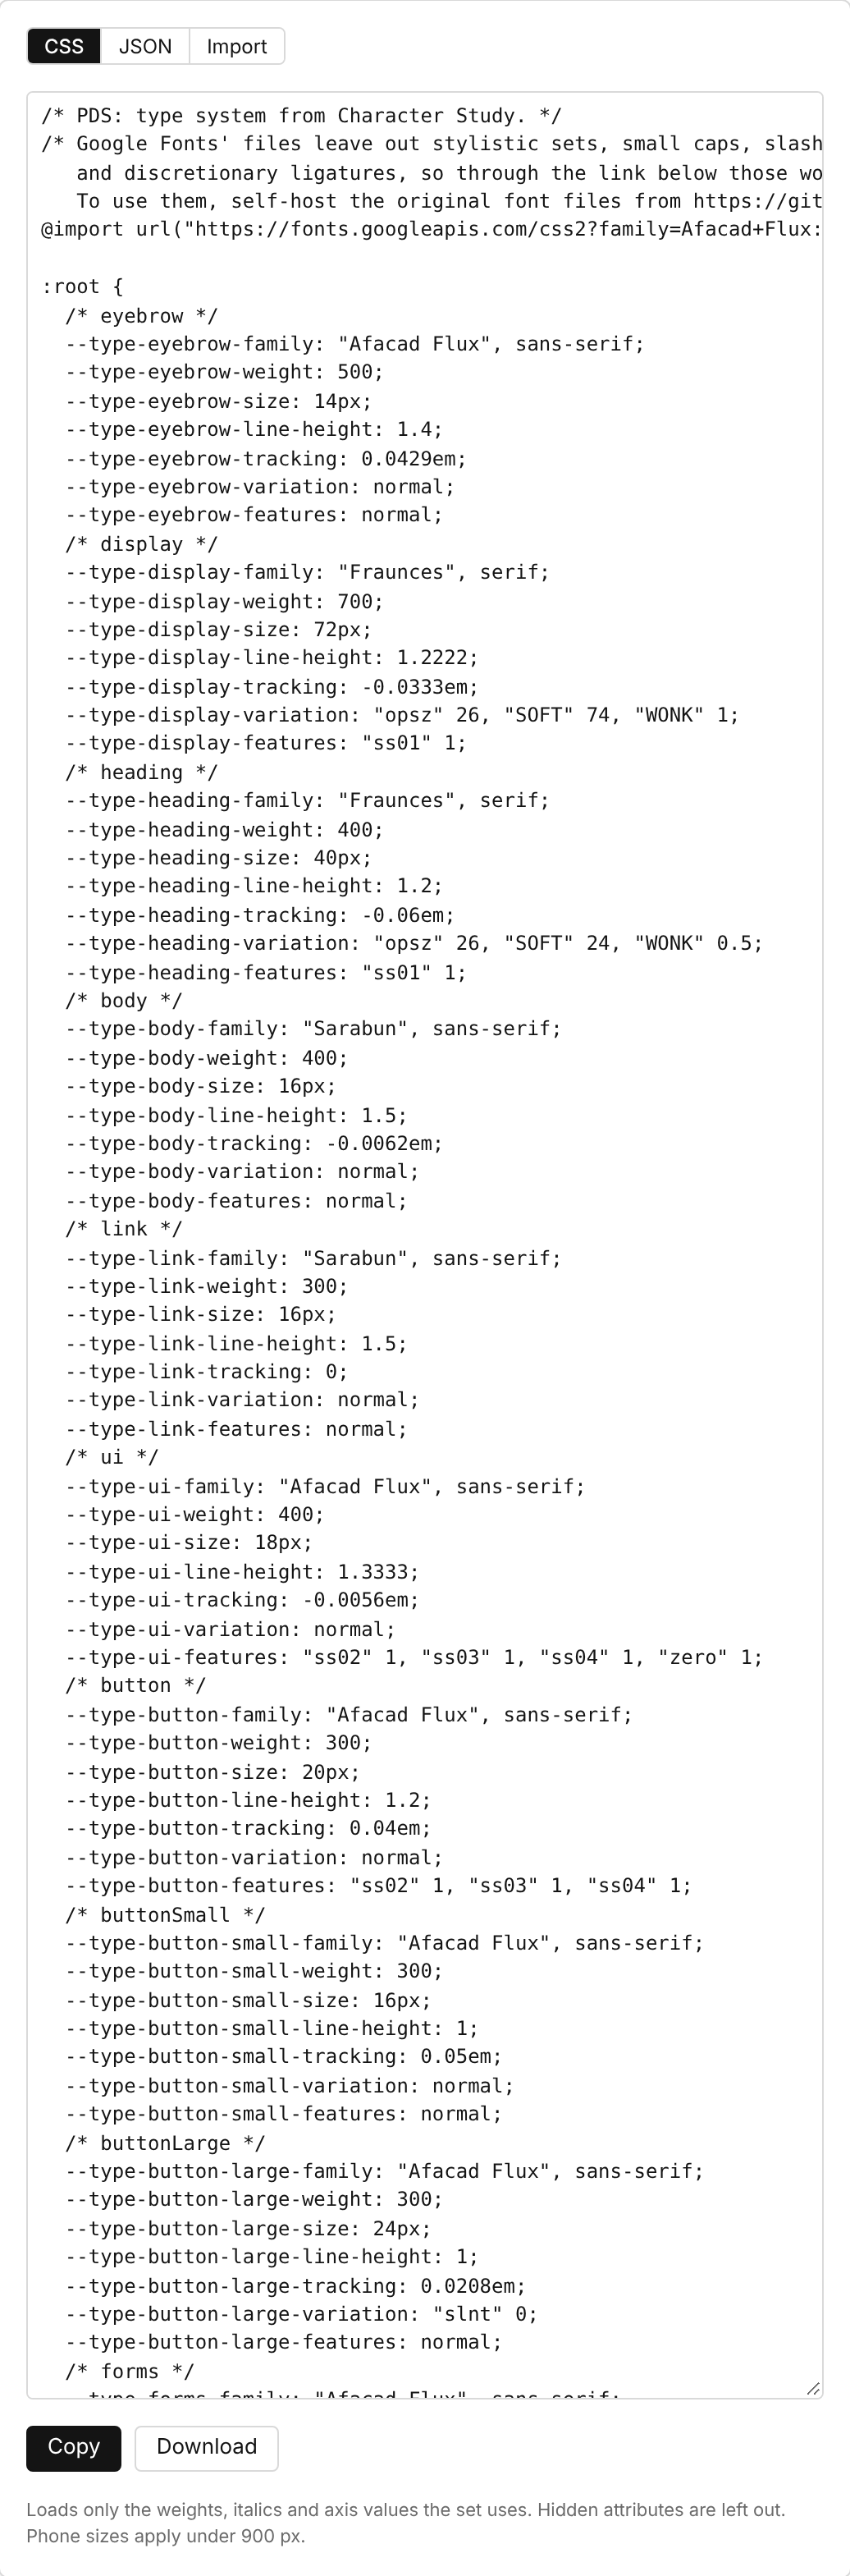 CSS JSON Import
/* PDS: type system from Character Study. */
/* Google Fonts' files leave out stylistic sets, small caps, slash
and discretionary ligatures, so through the link below those wo
To use them, self-host the original font files from https://git
@import url("https://fonts.googleapis.com/css2?family=Afacad+Flux:
:root {
/* eyebrow */
--type-eyebrow-family: "Afacad Flux", sans-serif;
--type-eyebrow-weight: 500;
--type-eyebrow-size: 14px;
--type-eyebrow-line-height: 1.4;
--type-eyebrow-tracking: 0.0429em;
--type-eyebrow-variation: normal;
--type-eyebrow-features: normal;
/* display */
--type-display-family: "Fraunces", serif;
--type-display-weight: 700;
--type-display-size: 72px;
--type-display-line-height: 1.2222;
--type-display-tracking: -0.0333em;
--type-display-variation: "opsz" 26, "SOFT" 74, "WONK" 1;
--type-display-features: "ss01" 1;
/* heading */
--type-heading-family: "Fraunces", serif;
--type-heading-weight: 400;
--type-heading-size: 40px;
--type-heading-line-height: 1.2;
--type-heading-tracking: -0.06em;
--type-heading-variation: "opsz" 26, "SOFT" 24, "WONK" 0.5;
--type-heading-features: "ss01" 1;
/* body */
--type-body-family: "Sarabun", sans-serif;
--type-body-weight: 400;
--type-body-size: 16px;
--type-body-line-height: 1.5;
--type-body-tracking: -0.0062em;
--type-body-variation: normal;
--type-body-features: normal;
/* link */
--type-link-family: "Sarabun", sans-serif;
--type-link-weight: 300;
--type-link-size: 16px;
--type-link-line-height: 1.5;
--type-link-tracking: 0;
--type-link-variation: normal;
--type-link-features: normal;
/* ui */
--type-ui-family: "Afacad Flux", sans-serif;
--type-ui-weight: 400;
--type-ui-size: 18px;
--type-ui-line-height: 1.3333;
--type-ui-tracking: -0.0056em;
--type-ui-variation: normal;
--type-ui-features: "ss02" 1, "ss03" 1, "ss04" 1, "zero" 1;
/* button */
--type-button-family: "Afacad Flux", sans-serif;
--type-button-weight: 300;
--type-button-size: 20px;
--type-button-line-height: 1.2;
--type-button-tracking: 0.04em;
--type-button-variation: normal;
--type-button-features: "ss02" 1, "ss03" 1, "ss04" 1;
/* buttonSmall */
--type-button-small-family: "Afacad Flux", sans-serif;
--type-button-small-weight: 300;
--type-button-small-size: 16px;
--type-button-small-line-height: 1;
--type-button-small-tracking: 0.05em;
--type-button-small-variation: normal;
--type-button-small-features: normal;
/* buttonLarge */
--type-button-large-family: "Afacad Flux", sans-serif;
--type-button-large-weight: 300;
--type-button-large-size: 24px;
--type-button-large-line-height: 1;
--type-button-large-tracking: 0.0208em;
--type-button-large-variation: "slnt" 0;
--type-button-large-features: normal;
/* forms */
--type-forms-family: "Afacad Flux", sans-serif;
Copy Download
Loads only the weights, italics and axis values the set uses. Hidden attributes are left out.
Phone sizes apply under 900 px.